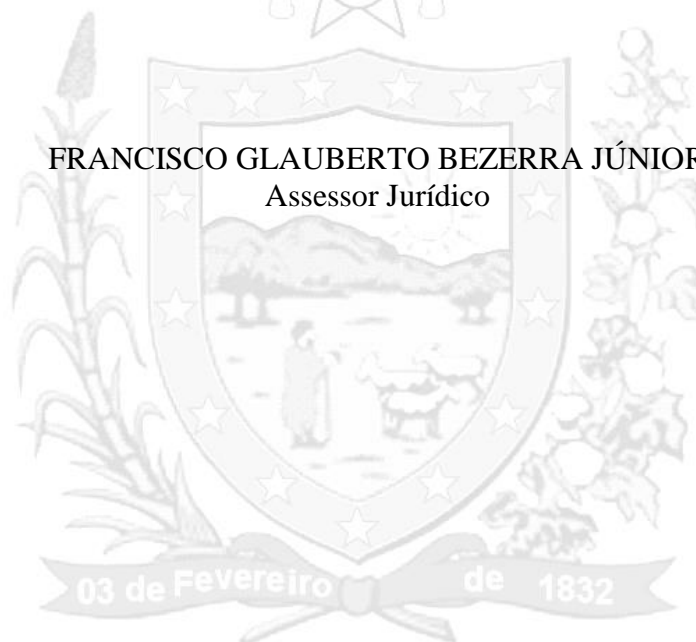 FRANCISCO GLAUBERTO BEZERRA JÚNIOR
Assessor Jurídico
03 de Fevereiro de 1832